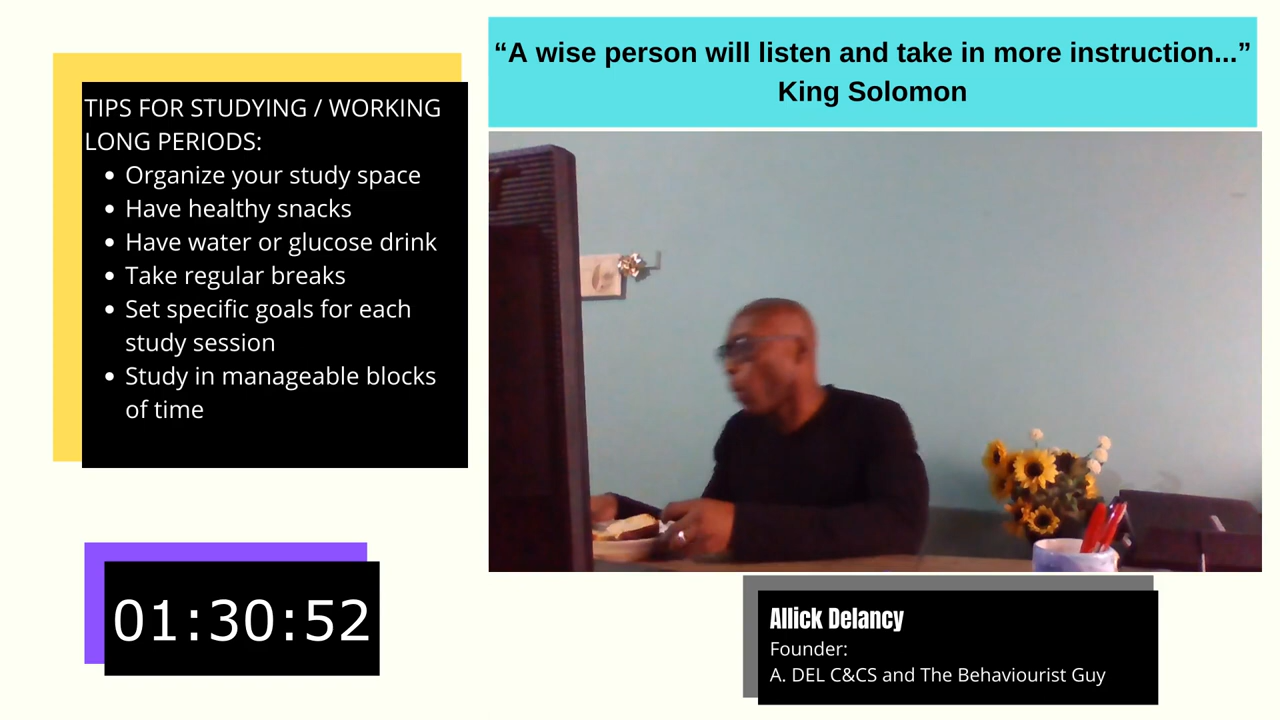 “A wise person will listen and take in more instruction...”
King Solomon
TIPS FOR STUDYING / WORKING
LONG PERIODS:
• Organize your study space
• Have healthy snacks
• Have water or glucose drink
• Take regular breaks
• Set specific goals for each
study session
• Study in manageable blocks
of time
01:30:52
Allick Delancy
Founder:
A. DEL C&CS and The Behaviourist Guy